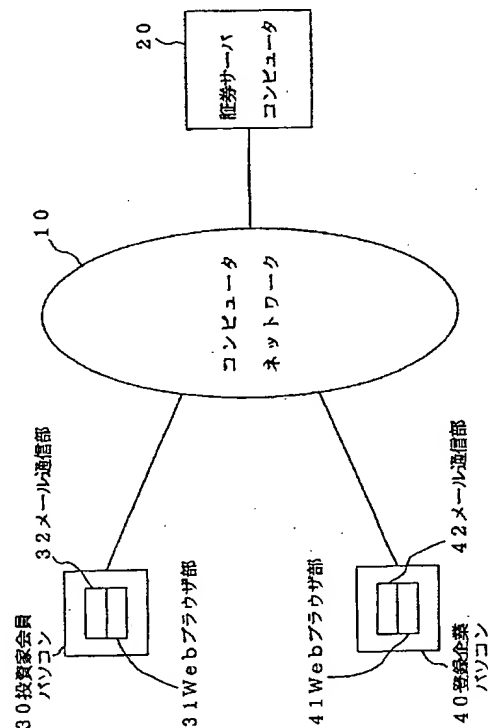 20
証券サーバ
コンピュータ
10
コンピュータ
ネットワーク
32メール通信部
30投資家会員
パソコン
31Webブラウザ部
42メール通信部
41Webブラウザ部
40登録企業
パソコン